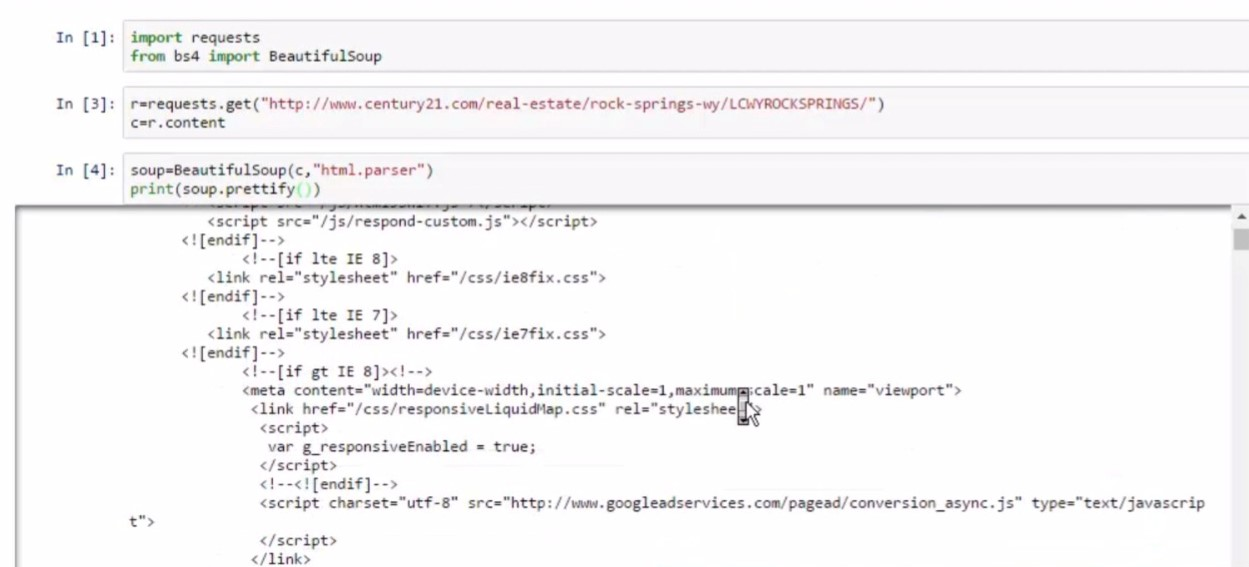 In [1]: import requests
from bs4 import BeautifulSoup
In [3]: r=requests.get("http://www.century21.com/real-estate/rock-springs-wy/LCWYROCKSPRINGS/")
c=r.content
In [4]: soup=BeautifulSoup(c,"html.parser")
print(soup.prettify())
<script src="/js/respond-custom.js"></script>
<![endif]-->
<!--[if lte IE 8]>
<link rel="stylesheet" href="/css/ie8fix.css">
<![endif]-->
<!--[if lte IE 7]>
<link rel="stylesheet" href="/css/ie7fix.css">
<![endif]-->
<!--[if gt IE 8]><!-->
<meta content="width=device-width,initial-scale=1,maximum-scale=1" name="viewport">
<link href="/css/responsiveLiquidMap.css" rel="stylesheet">
<script>
var g_responsiveEnabled = true;
</script>
<!--<![endif]-->
<script charset="utf-8" src="http://www.googleadservices.com/pagead/conversion_async.js" type="text/javascrip
t">
</script>
</link>